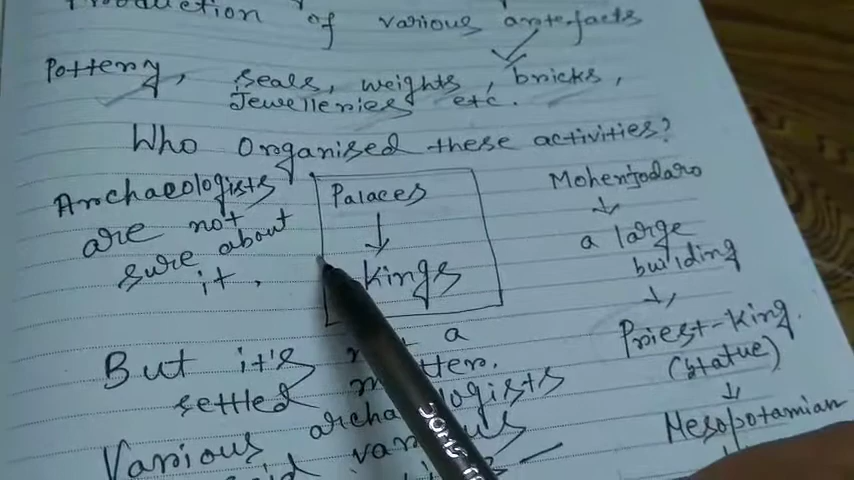 Production of various artefacts
Pottery, seals, weights, bricks,
Jewelleries etc.
Who Organised these activities?
Archaeologists
are not
sure about
it.
Palaces
Kings
Mohenjodaro
a large
building
Priest-King.
(statue)
Mesopotamian
But it's a
settled
Various